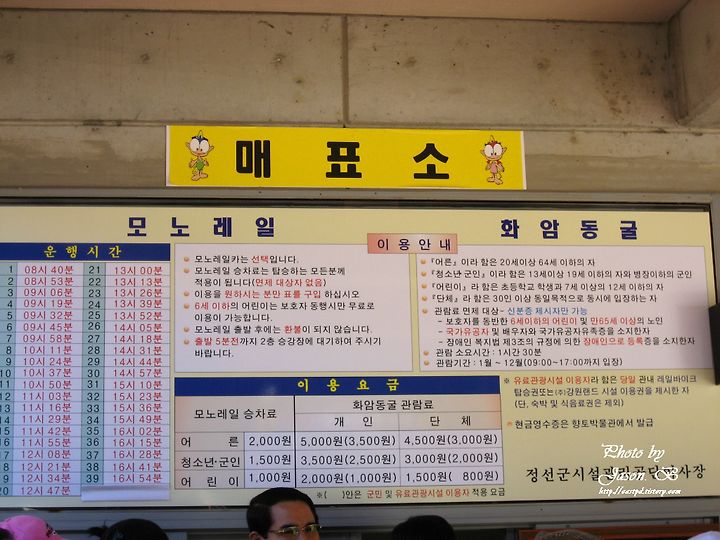 매표소
모노레일
화암동굴
이용안내
운행시간
1 08시 40분 21 13시 00분
2 08시 53분 22 13시 13분
3 09시 06분 23 13시 26분
4 09시 19분 24 13시 39분
5 09시 32분 25 13시 52분
6 09시 45분 26 14시 05분
7 09시 58분 27 14시 18분
8 10시 11분 28 14시 31분
9 10시 24분 29 14시 44분
10 10시 37분 30 14시 57분
11 10시 50분 31 15시 10분
12 11시 03분 32 15시 23분
13 11시 16분 33 15시 36분
14 11시 29분 34 15시 49분
15 11시 42분 35 16시 02분
16 11시 55분 36 16시 15분
17 12시 08분 37 16시 28분
18 12시 21분 38 16시 41분
19 12시 34분 39 16시 54분
20 12시 47분
모노레일카는 선택입니다.
모노레일 승차료는 탑승하는 모든분께
적용이 됩니다(면제 대상자 없음)
이용을 원하시는 분만 표를 구입 하십시오
6세 이하의 어린이는 보호자 동행시만 무료로
이용이 가능합니다.
모노레일 출발 후에는 환불이 되지 않습니다.
출발 5분전까지 2층 승강장에 대기하여 주시기
바랍니다.
『어른』이라 함은 20세이상 64세 이하의 자
『청소년·군인』이라 함은 13세이상 19세 이하의 자와 병장이하의 군인
『어린이』라 함은 초등학교 학생과 7세 이상의 12세 이하의 자
『단체』라 함은 30인 이상 동일목적으로 동시에 입장하는 자
관람료 면제 대상- 신분증 제시자만 가능
- 보호자를 동반한 6세이하의 어린이 및 만65세 이상의 노인
- 국가유공자 및 배우자와 국가유공자유족증을 소지한자
- 장애인 복지법 제3조의 규정에 의한 장애인으로 등록증을 소지한자
관람 소요시간 : 1시간 30분
관람기간 : 1월 ~ 12월(09:00~17:00까지 입장)
이용요금
모노레일 승차료 화암동굴 관람료
개인 단체
어른 2,000원 5,000원(3,500원) 4,500원(3,000원)
청소년·군인 1,500원 3,500원(2,500원) 3,000원(2,000원)
어린이 1,000원 2,000원(1,000원) 1,500원( 800원)
※( )안은 군민 및 유료관광시설 이용자 적용 요금
※ 유료관광시설 이용자라 함은 당일 관내 레일바이크
탑승권또는(주)강원랜드 시설 이용권을 제시한 자
(단, 숙박 및 식음료권은 제외)
현금영수증은 향토박물관에서 발급
정선군시설관리공단
Photo by
Jason. B
http://eastpd.tistory.com